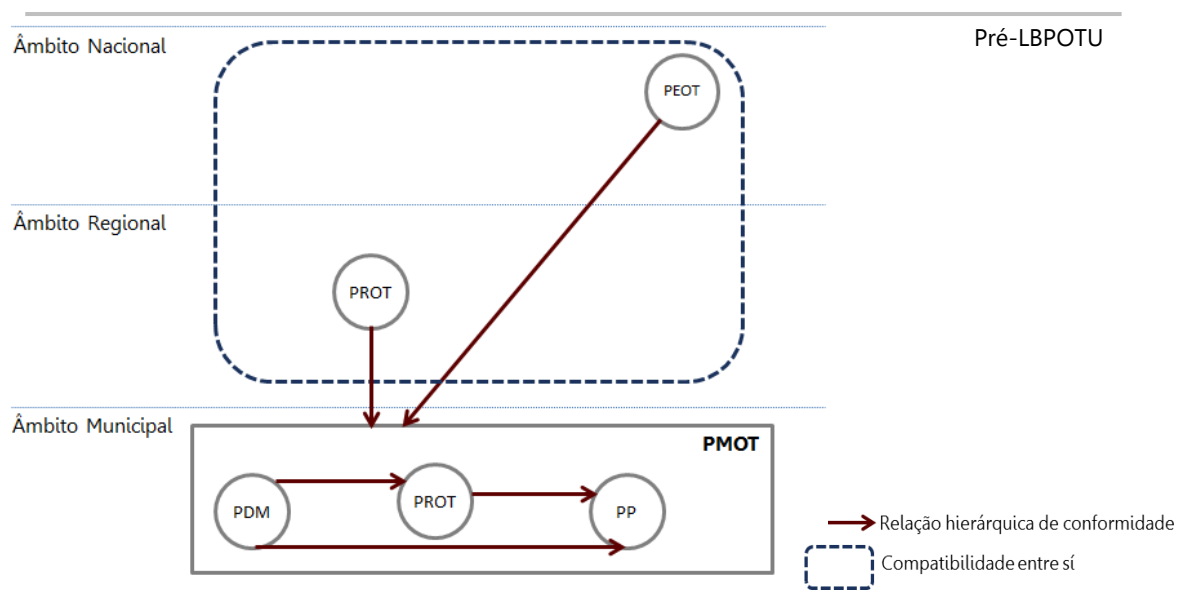 Âmbito Nacional
Pré-LBPOTU
PEOT
Âmbito Regional
PROT
Âmbito Municipal
PMOT
PDM
PROT
PP
Relação hierárquica de conformidade
Compatibilidade entre sí